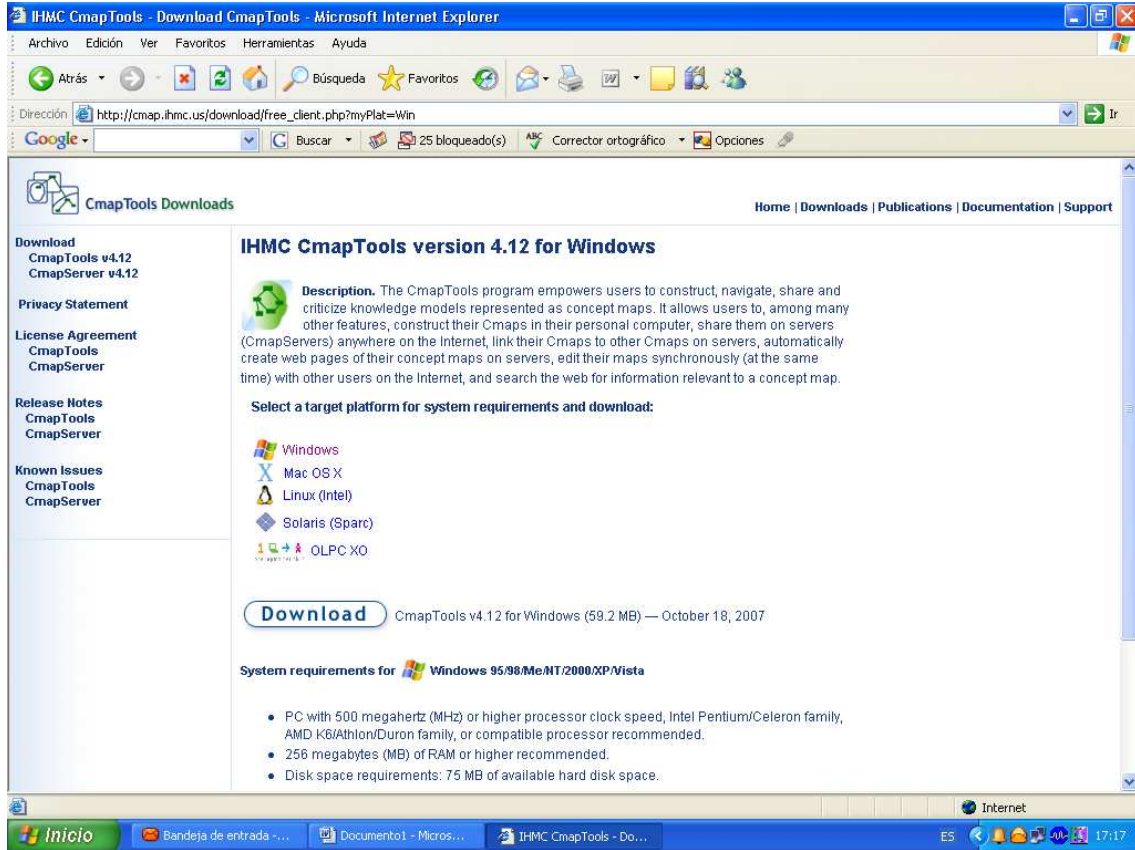 IHMC CmapTools - Download CmapTools - Microsoft Internet Explorer
Archivo Edición Ver Favoritos Herramientas Ayuda
Atrás Búsqueda Favoritos
Dirección http://cmap.ihmc.us/download/free_client.php?myPlat=Win Ir
Google Buscar 25 bloqueado(s) Corrector ortográfico Opciones
CmapTools Downloads
Home | Downloads | Publications | Documentation | Support
Download
CmapTools v4.12
CmapServer v4.12
Privacy Statement
License Agreement
CmapTools
CmapServer
Release Notes
CmapTools
CmapServer
Known Issues
CmapTools
CmapServer
IHMC CmapTools version 4.12 for Windows
Description. The CmapTools program empowers users to construct, navigate, share and
criticize knowledge models represented as concept maps. It allows users to, among many
other features, construct their Cmaps in their personal computer, share them on servers
(CmapServers) anywhere on the Internet, link their Cmaps to other Cmaps on servers, automatically
create web pages of their concept maps on servers, edit their maps synchronously (at the same
time) with other users on the Internet, and search the web for information relevant to a concept map.
Select a target platform for system requirements and download:
Windows
Mac OS X
Linux (Intel)
Solaris (Sparc)
OLPC XO
Download CmapTools v4.12 for Windows (59.2 MB) — October 18, 2007
System requirements for Windows 95/98/Me/NT/2000/XP/Vista
• PC with 500 megahertz (MHz) or higher processor clock speed, Intel Pentium/Celeron family,
AMD K6/Athlon/Duron family, or compatible processor recommended.
• 256 megabytes (MB) of RAM or higher recommended.
• Disk space requirements: 75 MB of available hard disk space.
Internet
Inicio Bandeja de entrada -... Documento1 - Micros... IHMC CmapTools - Do... ES 17:17